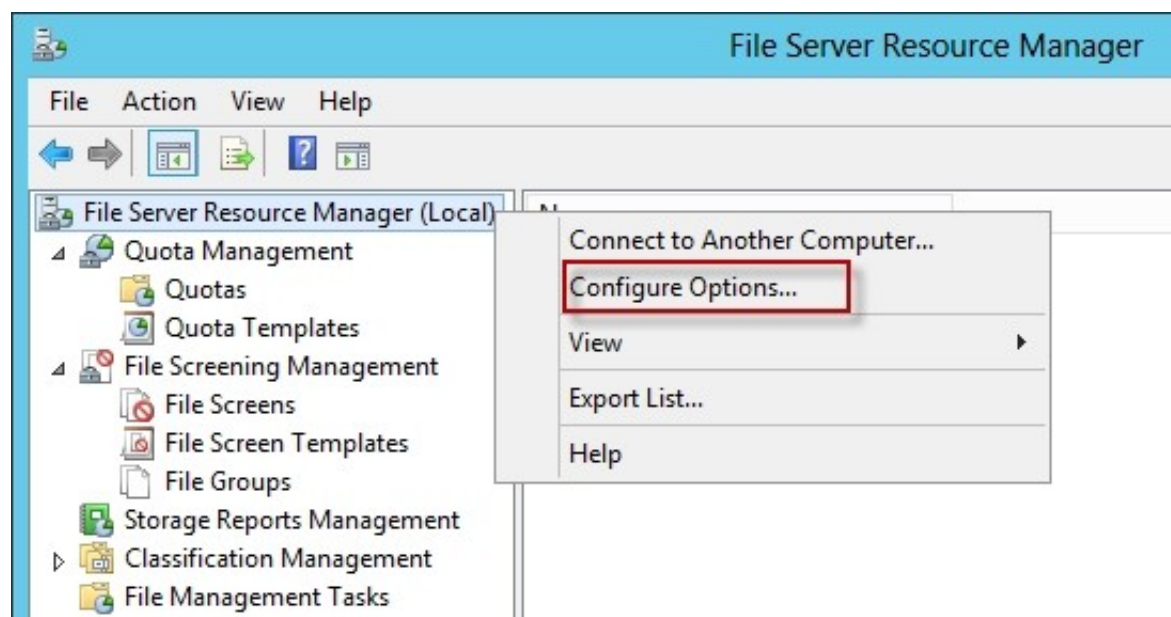 File Server Resource Manager
File Action View Help
File Server Resource Manager (Local)
Quota Management
Quotas
Quota Templates
File Screening Management
File Screens
File Screen Templates
File Groups
Storage Reports Management
Classification Management
File Management Tasks
Connect to Another Computer...
Configure Options...
View
Export List...
Help